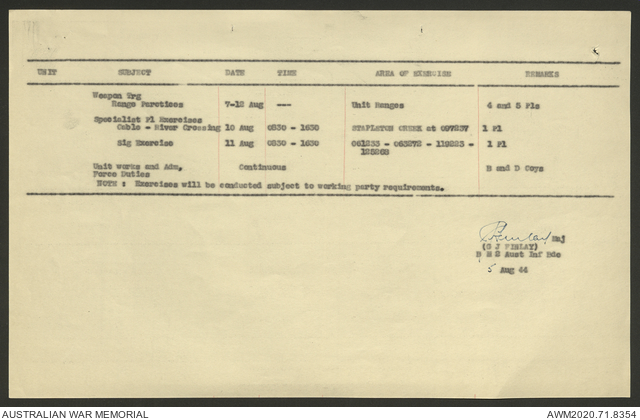 UNIT SUBJECT DATE TIME AREA OF EXERCISE REMARKS
Weapon Trg
Range Parctises 7-12 Aug --- Unit Ranges 4 and 5 Pls
Specialist Pl Exercises
Cable - River Crossing 10 Aug 0830 - 1630 STAPLETON CREEK at 097237 1 Pl
Sig Exercise 11 Aug 0830 - 1630 061233 - 063272 - 119223 - 1 Pl
Unit works and Adm, Continuous B and D Coys
Force Duties
NOTE : Exercises will be conducted subject to working party requirements.
Maj
(G J FINLAY)
B M 2 Aust Inf Bde
5 Aug 44
AUSTRALIAN WAR MEMORIAL AWM2020.71.8354